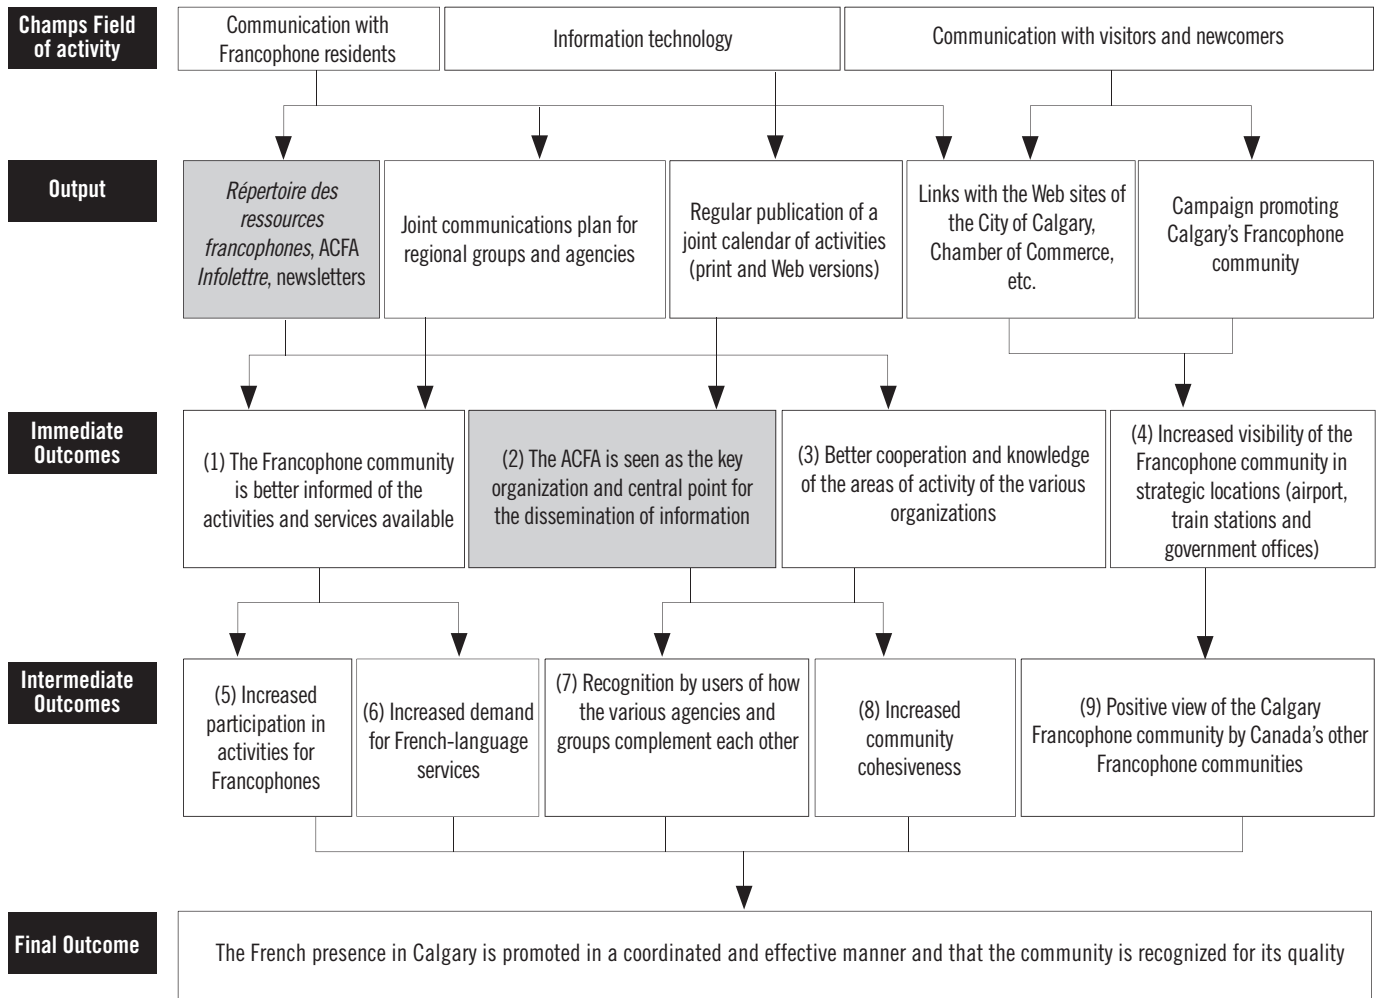 Champs Field
of activity
Communication with
Francophone residents
Information technology
Communication with visitors and newcomers
Output
Répertoire des
ressources
francophones, ACFA
Infolettre, newsletters
Joint communications plan for
regional groups and agencies
Regular publication of a
joint calendar of activities
(print and Web versions)
Links with the Web sites of
the City of Calgary,
Chamber of Commerce,
etc.
Campaign promoting
Calgary's Francophone
community
Immediate
Outcomes
(1) The Francophone community
is better informed of the
activities and services available
(2) The ACFA is seen as the key
organization and central point for
the dissemination of information
(3) Better cooperation and knowledge
of the areas of activity of the various
organizations
(4) Increased visibility of the
Francophone community in
strategic locations (airport,
train stations and
government offices)
Intermediate
Outcomes
(5) Increased
participation in
activities for
Francophones
(6) Increased demand
for French-language
services
(7) Recognition by users of how
the various agencies and
groups complement each other
(8) Increased
community
cohesiveness
(9) Positive view of the Calgary
Francophone community by Canada's other
Francophone communities
Final Outcome
The French presence in Calgary is promoted in a coordinated and effective manner and that the community is recognized for its quality